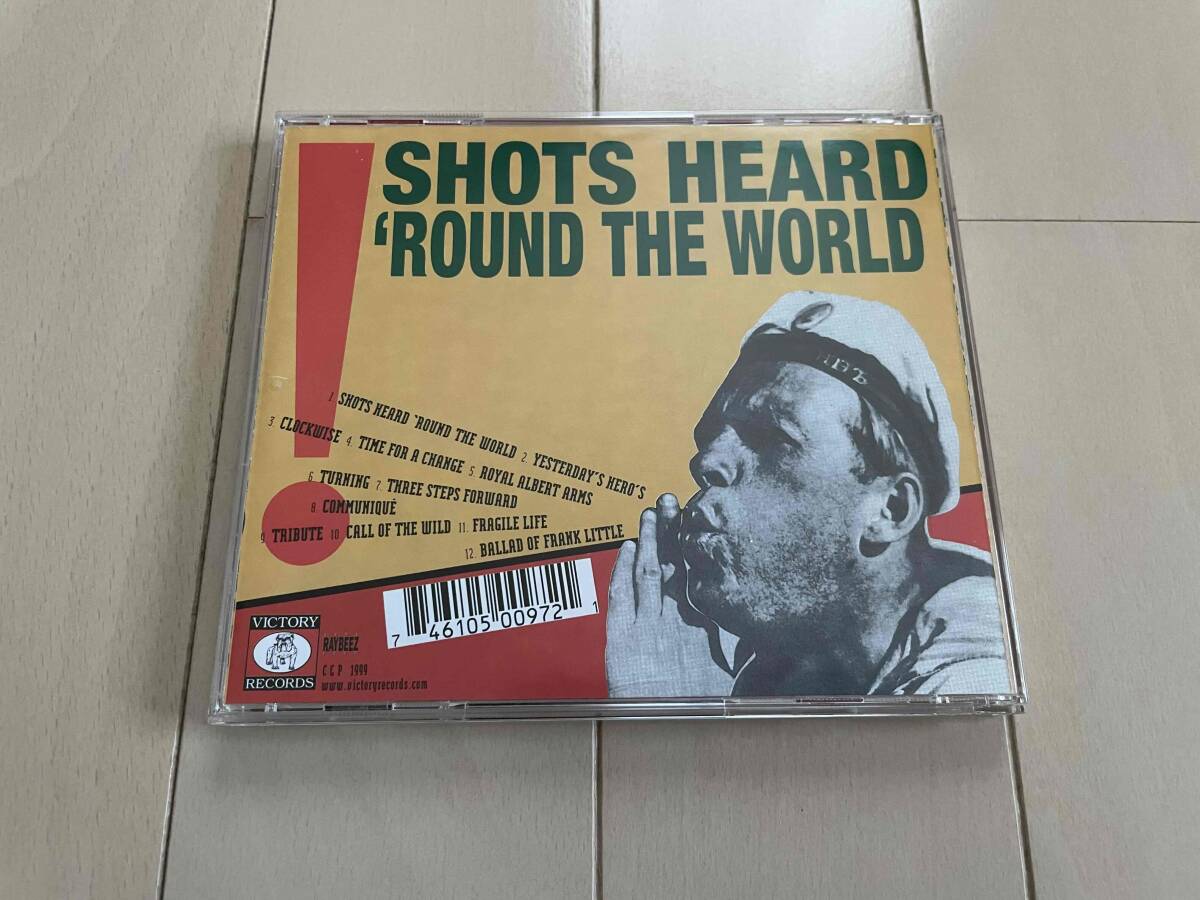 SHOTS HEARD
'ROUND THE WORLD
1. SHOTS HEARD 'ROUND THE WORLD 2. YESTERDAY'S HERO'S
3. CLOCKWISE 4. TIME FOR A CHANGE 5. ROYAL ALBERT ARMS
6. TURNING 7. THREE STEPS FORWARD
8. COMMUNIQUÉ
9. TRIBUTE 10. CALL OF THE WILD 11. FRAGILE LIFE
12. BALLAD OF FRANK LITTLE
7 46105 00972 1
VICTORY
RECORDS
RAYBEEZ
C & P 1999
www.victoryrecords.com